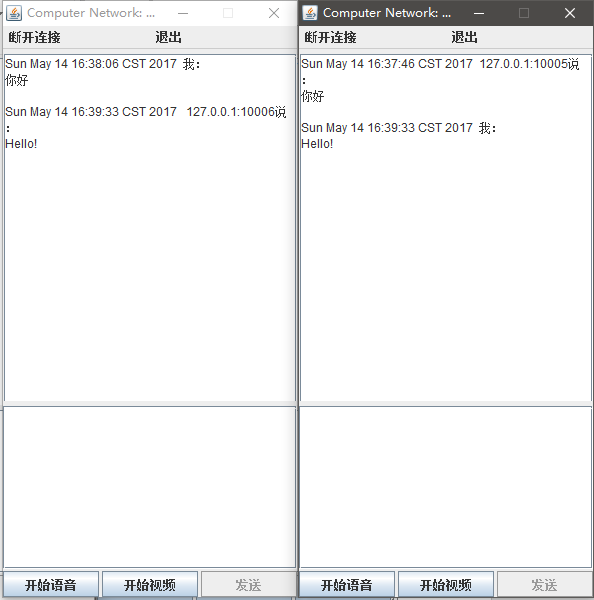 Computer Network: ...
断开连接 退出
Sun May 14 16:38:06 CST 2017 我:
你好
Sun May 14 16:39:33 CST 2017 127.0.0.1:10006说
:
Hello!
开始语音 开始视频 发送
Computer Network: ...
断开连接 退出
Sun May 14 16:37:46 CST 2017 127.0.0.1:10005说
:
你好
Sun May 14 16:39:33 CST 2017 我:
Hello!
开始语音 开始视频 发送